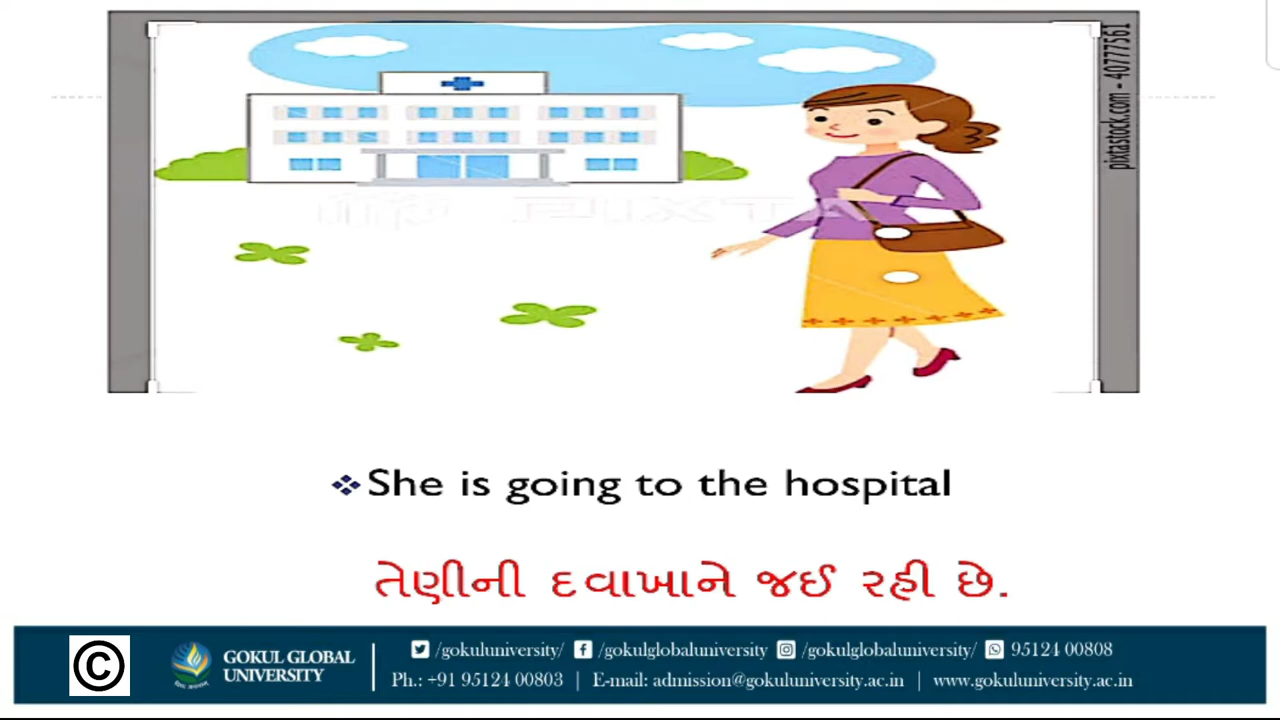 pixtastock.com - 40777561
PIXTA
She is going to the hospital
તેણીની દવાખાને જઈ રહી છે.
©
GOKUL GLOBAL
UNIVERSITY
/gokuluniversity/ /gokulglobaluniversity /gokulglobaluniversity/ 95124 00808
Ph.: +91 95124 00803 | E-mail: admission@gokuluniversity.ac.in | www.gokuluniversity.ac.in